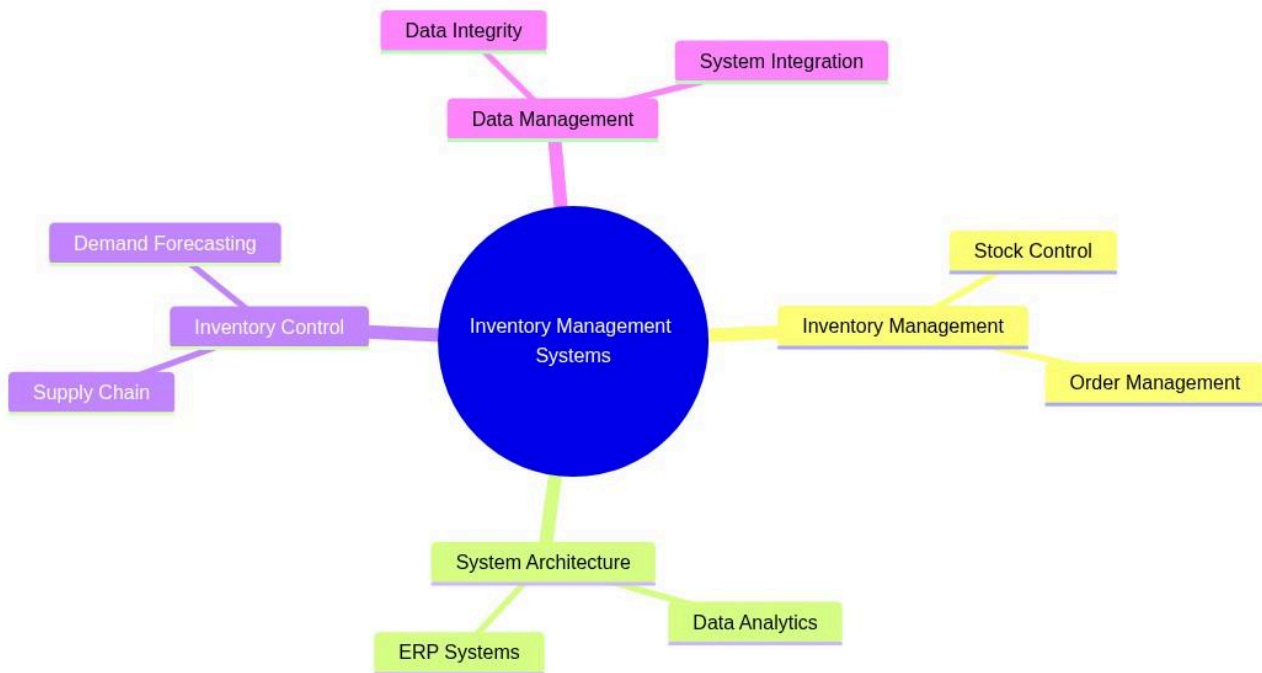 Data Integrity
System Integration
Data Management
Demand Forecasting
Stock Control
Inventory Control
Inventory Management
Systems
Inventory Management
Supply Chain
Order Management
System Architecture
Data Analytics
ERP Systems